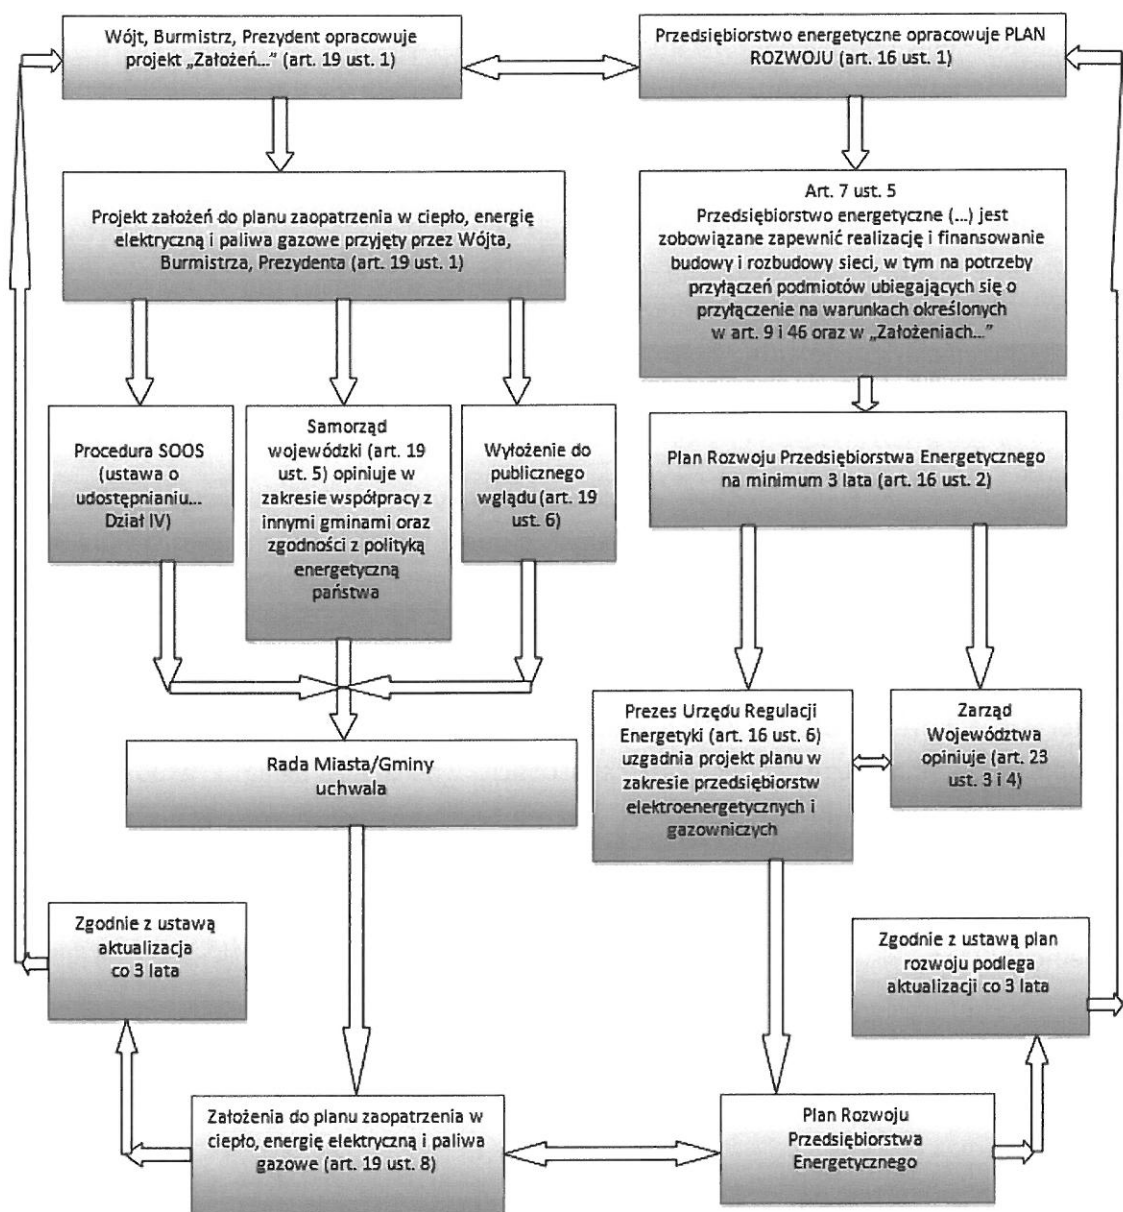 Wójt, Burmistrz, Prezydent opracowuje
projekt „Założeń...” (art. 19 ust. 1)
Przedsiębiorstwo energetyczne opracowuje PLAN
ROZWOJU (art. 16 ust. 1)
Projekt założeń do planu zaopatrzenia w ciepło, energię
elektryczną i paliwa gazowe przyjęty przez Wójta,
Burmistrza, Prezydenta (art. 19 ust. 1)
Art. 7 ust. 5
Przedsiębiorstwo energetyczne (...) jest
zobowiązane zapewnić realizację i finansowanie
budowy i rozbudowy sieci, w tym na potrzeby
przyłączeń podmiotów ubiegających się o
przyłączenie na warunkach określonych
w art. 9 i 46 oraz w „Założeniach...”
Procedura SOOS
(ustawa o
udostępnianiu...
Dział IV)
Samorząd
wojewódzki (art. 19
ust. 5) opiniuje w
zakresie współpracy z
innymi gminami oraz
zgodności z polityką
energetyczną
państwa
Wyłożenie do
publicznego
wglądu (art. 19
ust. 6)
Plan Rozwoju Przedsiębiorstwa Energetycznego
na minimum 3 lata (art. 16 ust. 2)
Rada Miasta/Gminy
uchwala
Prezes Urzędu Regulacji
Energetyki (art. 16 ust. 6)
uzgadnia projekt planu w
zakresie przedsiębiorstw
elektroenergetycznych i
gazowniczych
Zarząd
Województwa
opiniuje (art. 23
ust. 3 i 4)
Zgodnie z ustawą
aktualizacja
co 3 lata
Zgodnie z ustawą plan
rozwoju podlega
aktualizacji co 3 lata
Założenia do planu zaopatrzenia w
ciepło, energię elektryczną i paliwa
gazowe (art. 19 ust. 8)
Plan Rozwoju
Przedsiębiorstwa
Energetycznego